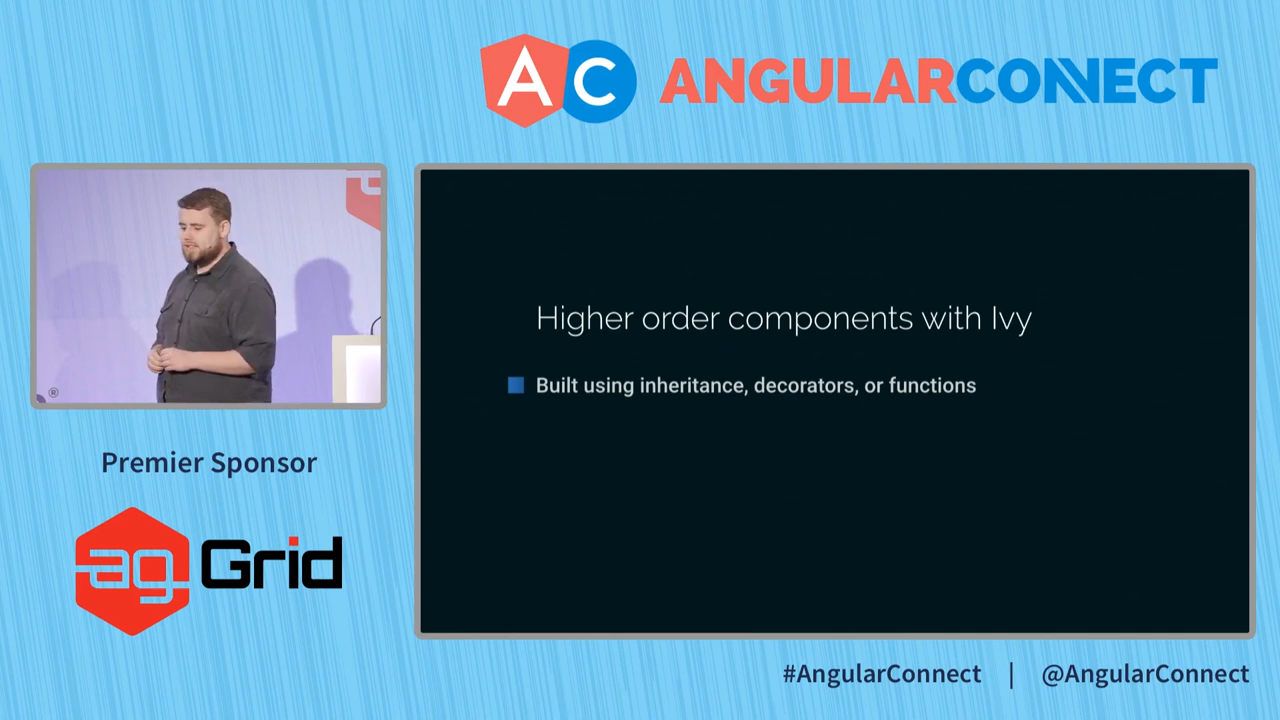 AC ANGULARCONNECT
®
Higher order components with Ivy
Built using inheritance, decorators, or functions
Premier Sponsor
ag Grid
#AngularConnect | @AngularConnect